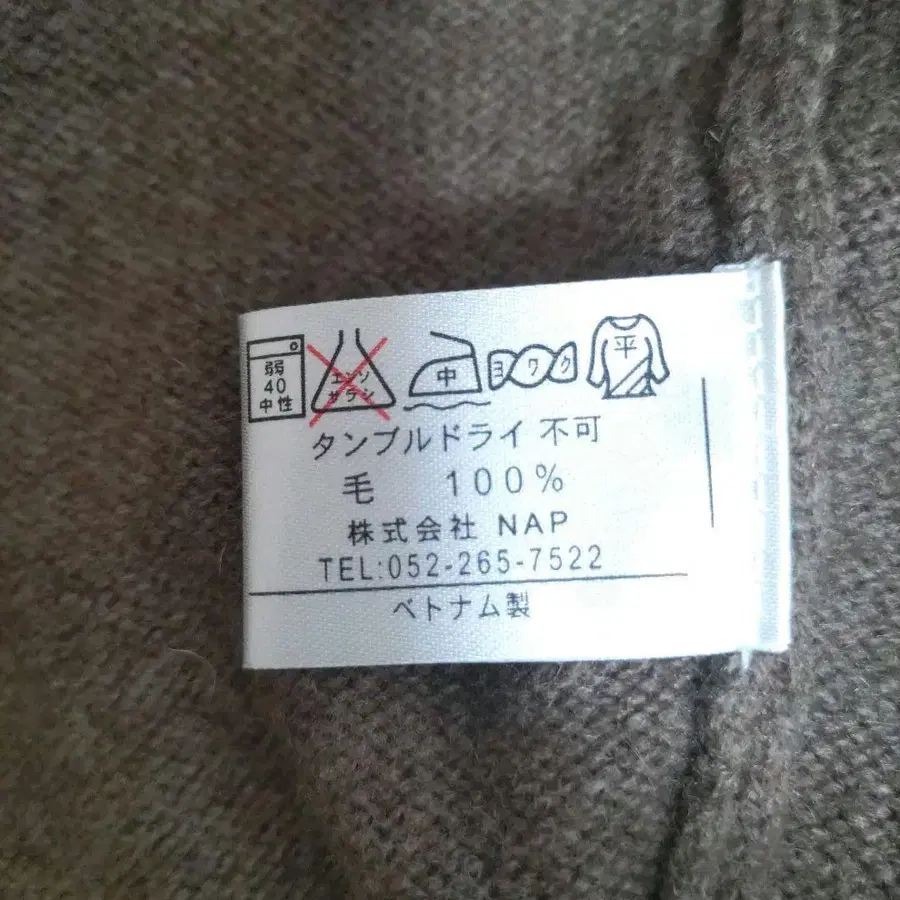 弱
40
中性
エンソ
サラシ
中
ヨワク
平
タンブルドライ 不可
毛 100%
株式会社 NAP
TEL:052-265-7522
ベトナム製